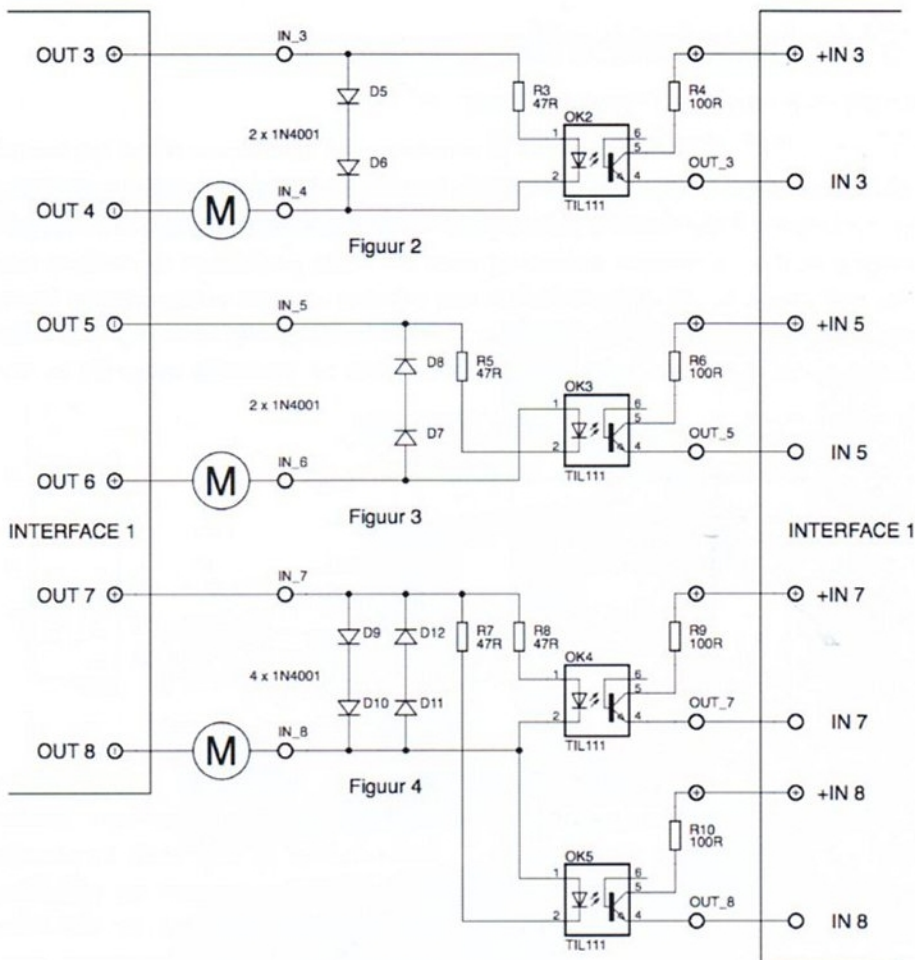 IN_3
OUT 3
+IN 3
D5
R3
47R
R4
100R
OK2
2 x 1N4001
1
6
5
D6
2
4
OUT_3
IN 3
OUT 4
M
IN_4
TIL111
Figuur 2
IN_5
OUT 5
+IN 5
D8
R5
47R
R6
100R
OK3
2 x 1N4001
1
6
5
D7
2
4
OUT_5
IN 5
OUT 6
M
IN_6
TIL111
Figuur 3
INTERFACE 1
INTERFACE 1
IN_7
OUT 7
+IN 7
D9
D12
R7
47R
R8
47R
R9
100R
OK4
4 x 1N4001
1
6
5
D10
D11
2
4
OUT_7
IN 7
OUT 8
M
IN_8
TIL111
Figuur 4
+IN 8
R10
100R
OK5
1
6
5
2
4
OUT_8
IN 8
TIL111